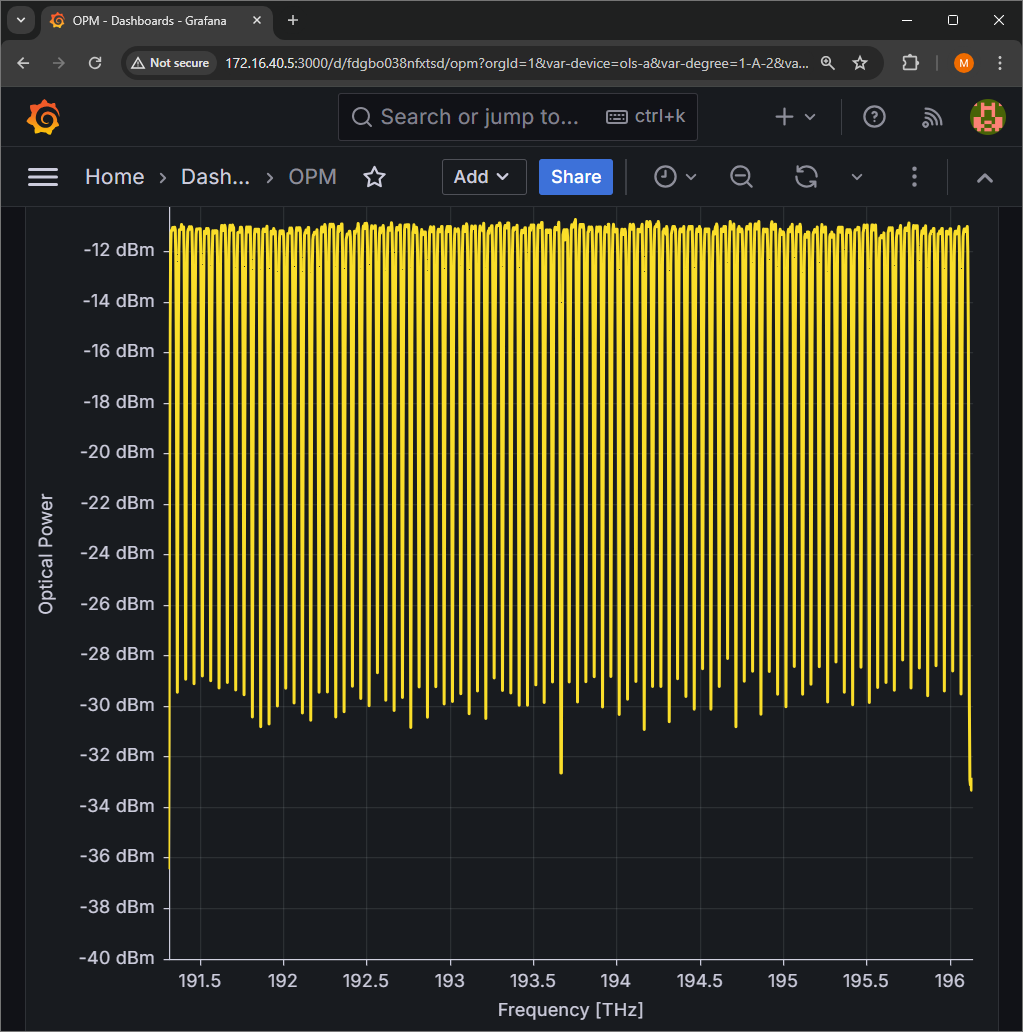 OPM - Dashboards - Grafana
Not secure 172.16.40.5:3000/d/fdgbo038nfxtsd/opm?orgId=1&var-device=ols-a&var-degree=1-A-2&va...
M
Search or jump to... ctrl+k
Home > Dash... > OPM Add Share
-12 dBm
-14 dBm
-16 dBm
-18 dBm
-20 dBm
-22 dBm
-24 dBm
-26 dBm
-28 dBm
-30 dBm
-32 dBm
-34 dBm
-36 dBm
-38 dBm
-40 dBm
Optical Power
191.5 192 192.5 193 193.5 194 194.5 195 195.5 196
Frequency [THz]